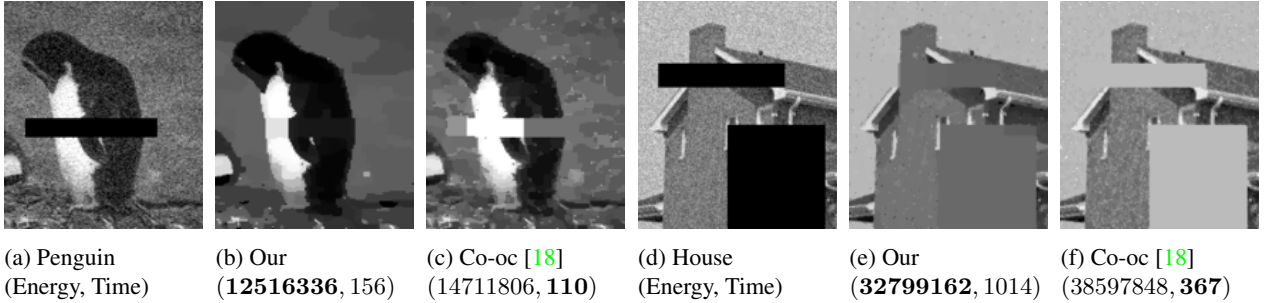 (a) Penguin
(Energy, Time)
(b) Our
(12516336, 156)
(c) Co-oc [18]
(14711806, 110)
(d) House
(Energy, Time)
(e) Our
(32799162, 1014)
(f) Co-oc [18]
(38597848, 367)